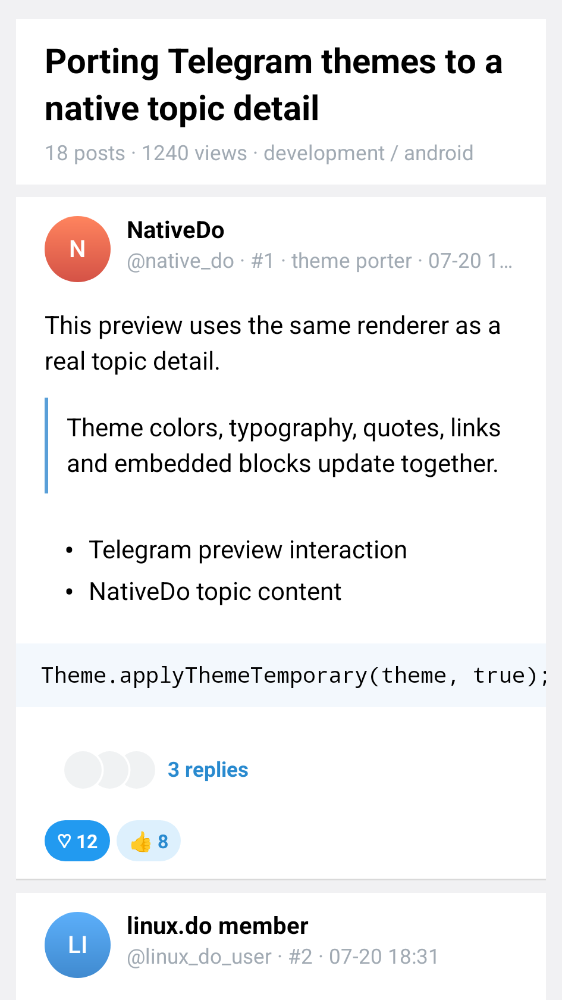 Porting Telegram themes to a
native topic detail
18 posts · 1240 views · development / android
N
NativeDo
@native_do · #1 · theme porter · 07-20 1…
This preview uses the same renderer as a
real topic detail.
Theme colors, typography, quotes, links
and embedded blocks update together.
• Telegram preview interaction
• NativeDo topic content
Theme.applyThemeTemporary(theme, true);
3 replies
♡ 12 👍 8
LI
linux.do member
@linux_do_user · #2 · 07-20 18:31